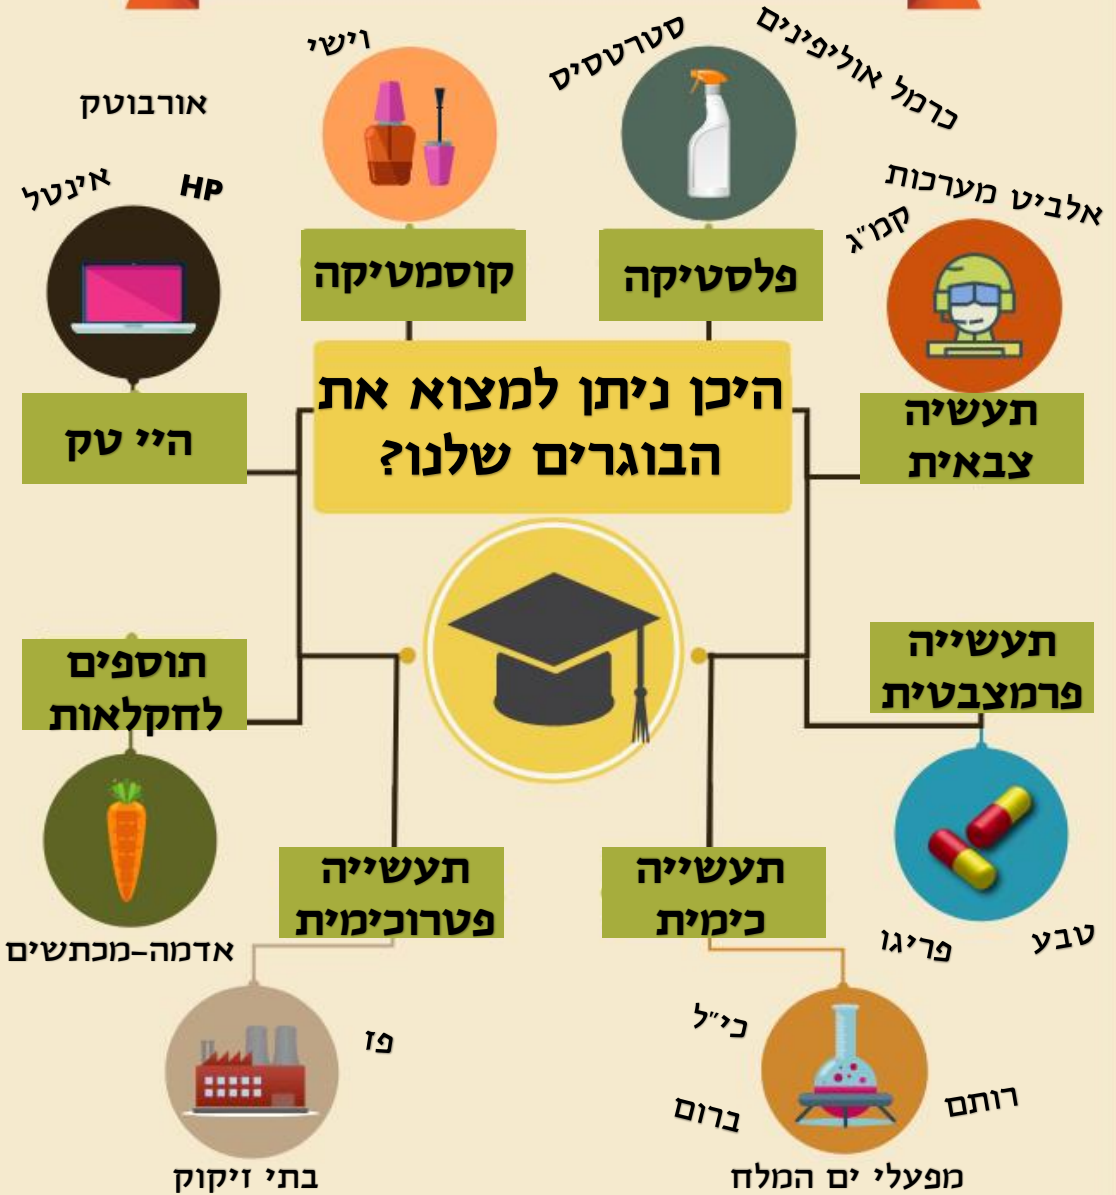 היכן ניתן למצוא את
הבוגרים שלנו?
סטרטסיס
כרמל אוליפינים
פלסטיקה
וישי
קוסמטיקה
אלביט מערכות
קמ"ג
תעשיה
צבאית
אורבוטק
HP
אינטל
היי טק
תעשייה
פרמצבטית
טבע
פריגו
תוספים
לחקלאות
אדמה-מכתשים
תעשייה
כימית
כי"ל
רותם
ברום
מפעלי ים המלח
תעשייה
פטרוכימית
פז
בתי זיקוק